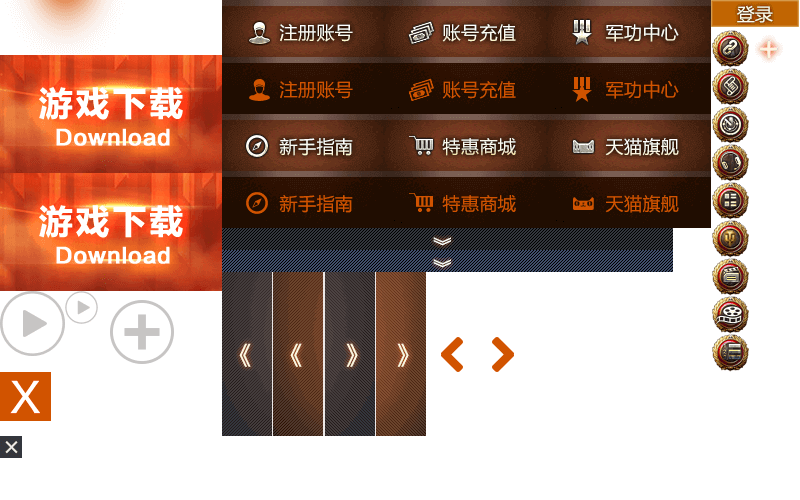 登录
注册账号 账号充值 军功中心
注册账号 账号充值 军功中心
游戏下载
Download
新手指南 特惠商城 天猫旗舰
新手指南 特惠商城 天猫旗舰
游戏下载
Download
X